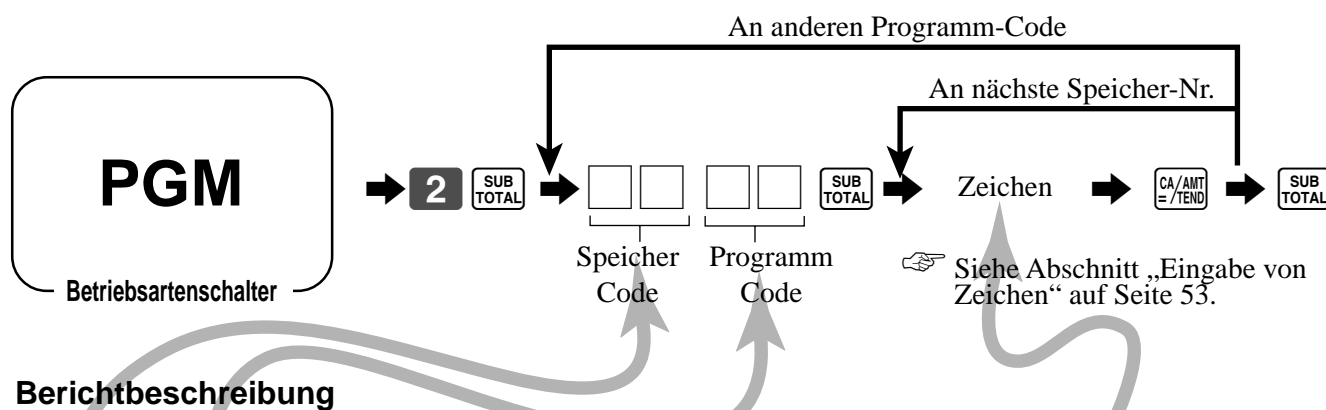 An anderen Programm-Code
An nächste Speicher-Nr.
PGM
2 SUB TOTAL SUB TOTAL Zeichen CA/AMT = /TEND SUB TOTAL
Speicher Code
Programm Code
☞ Siehe Abschnitt „Eingabe von
Zeichen“ auf Seite 53.
Betriebsartenschalter
Berichtbeschreibung